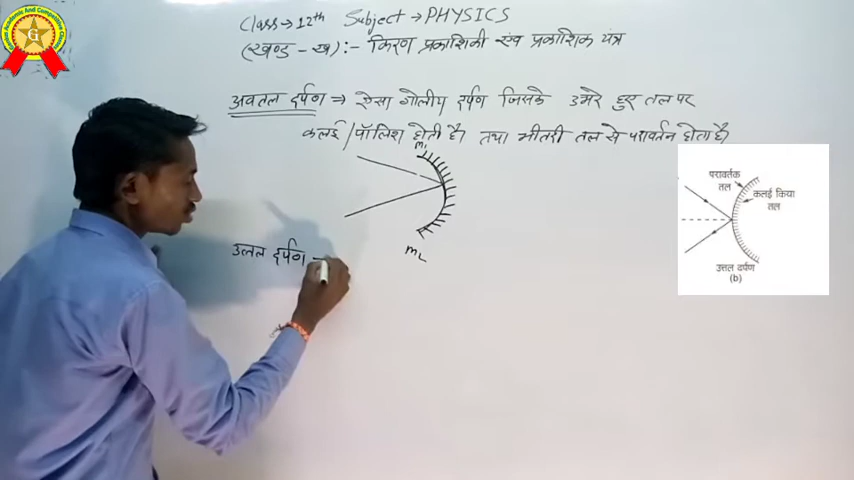 Class → 12th Subject → PHYSICS
(खण्ड - ख) :- किरण प्रकाशिकी एवं प्रकाशिक यंत्र
अवतल दर्पण ⇒ ऐसा गोलीय दर्पण जिसके उभरे हुए तल पर
कलई / पॉलिश होती है। तथा भीतरी तल से परावर्तन होता है
M₁
M₂
उत्तल दर्पण
परावर्तक
तल
कलई किया
तल
उत्तल दर्पण
(b)
G